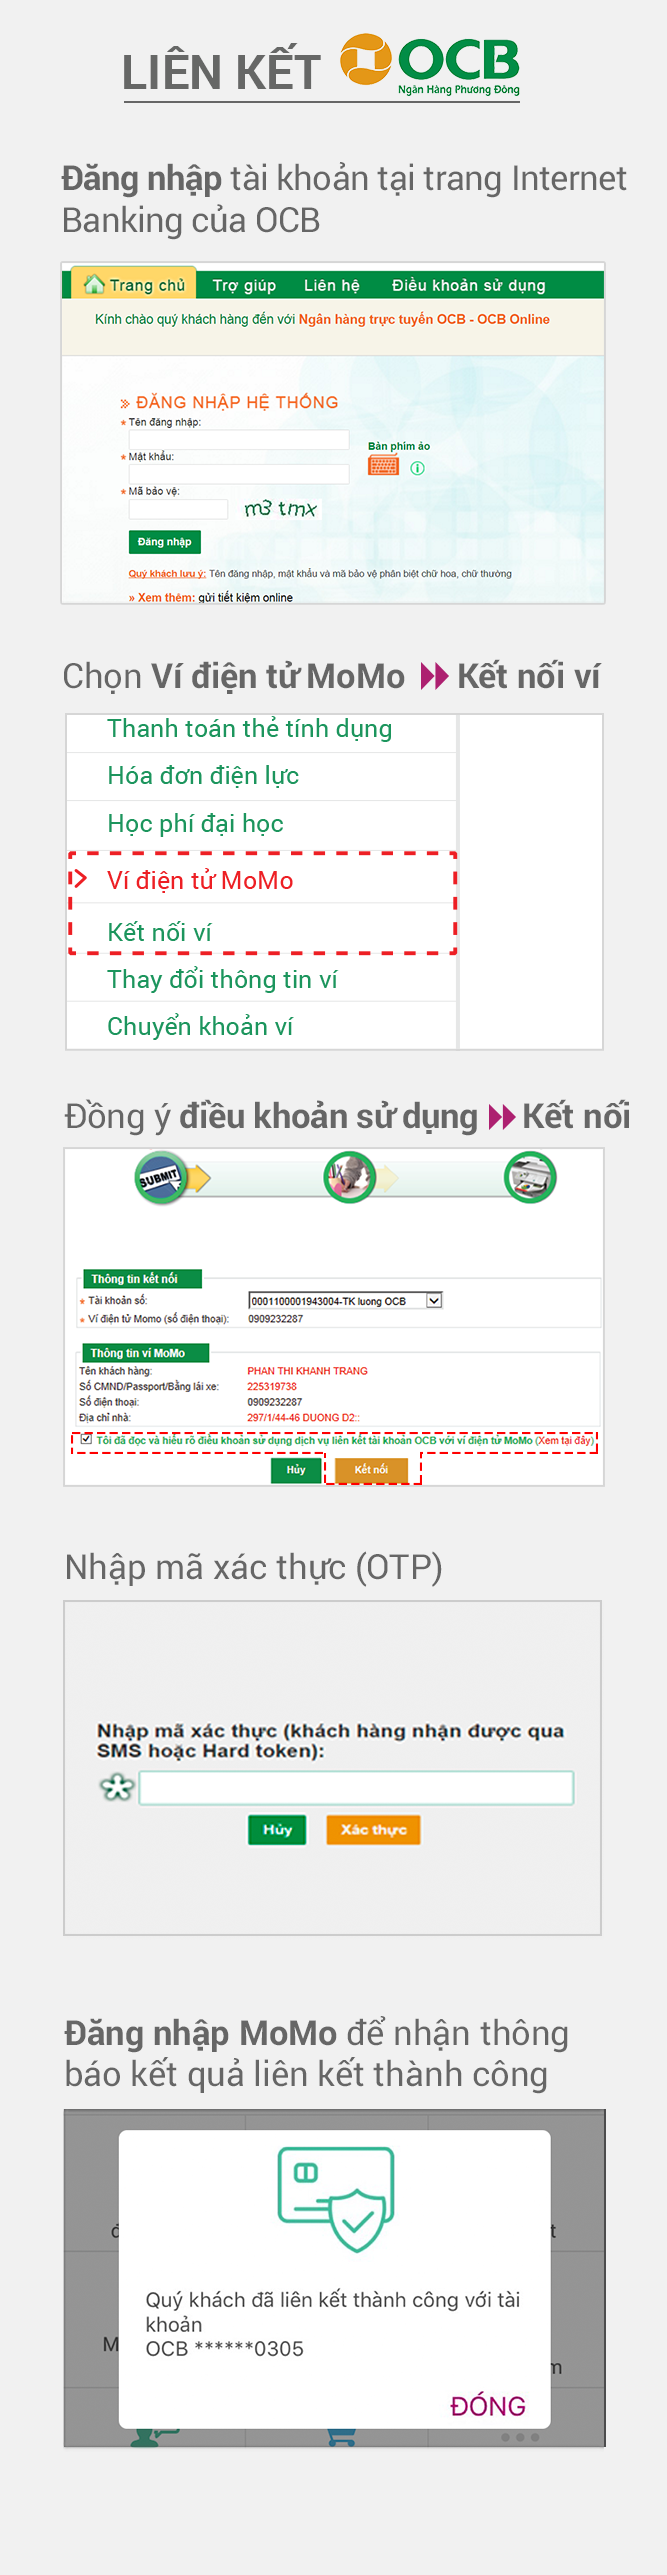 LIÊN KẾT OCB
Ngân Hàng Phương Đông
Đăng nhập tài khoản tại trang Internet
Banking của OCB
Trang chủ Trợ giúp Liên hệ Điều khoản sử dụng
Kính chào quý khách hàng đến với Ngân hàng trực tuyến OCB - OCB Online
» ĐĂNG NHẬP HỆ THỐNG
* Tên đăng nhập:
Bàn phím ảo
* Mật khẩu:
* Mã bảo vệ:
m3 tmx
Đăng nhập
Quý khách lưu ý: Tên đăng nhập, mật khẩu và mã bảo vệ phân biệt chữ hoa, chữ thường
» Xem thêm: gửi tiết kiệm online
Chọn Ví điện tử MoMo Kết nối ví
Thanh toán thẻ tính dụng
Hóa đơn điện lực
Học phí đại học
Ví điện tử MoMo
Kết nối ví
Thay đổi thông tin ví
Chuyển khoản ví
Đồng ý điều khoản sử dụng Kết nối
SUBMIT
Thông tin kết nối
* Tài khoản số: 0001100001943004-TK luong OCB
* Ví điện tử Momo (số điện thoại): 0909232287
Thông tin ví MoMo
Tên khách hàng: PHAN THI KHANH TRANG
Số CMND/Passport/Bằng lái xe: 225319738
Số điện thoại: 0909232287
Địa chỉ nhà: 297/1/44-46 DUONG D2::
Tôi đã đọc và hiểu rõ điều khoản sử dụng dịch vụ liên kết tài khoản OCB với ví điện tử MoMo (Xem tại đây)
Hủy Kết nối
Nhập mã xác thực (OTP)
Nhập mã xác thực (khách hàng nhận được qua
SMS hoặc Hard token):
*
Hủy Xác thực
Đăng nhập MoMo để nhận thông
báo kết quả liên kết thành công
Quý khách đã liên kết thành công với tài
khoản
OCB ******0305
ĐÓNG